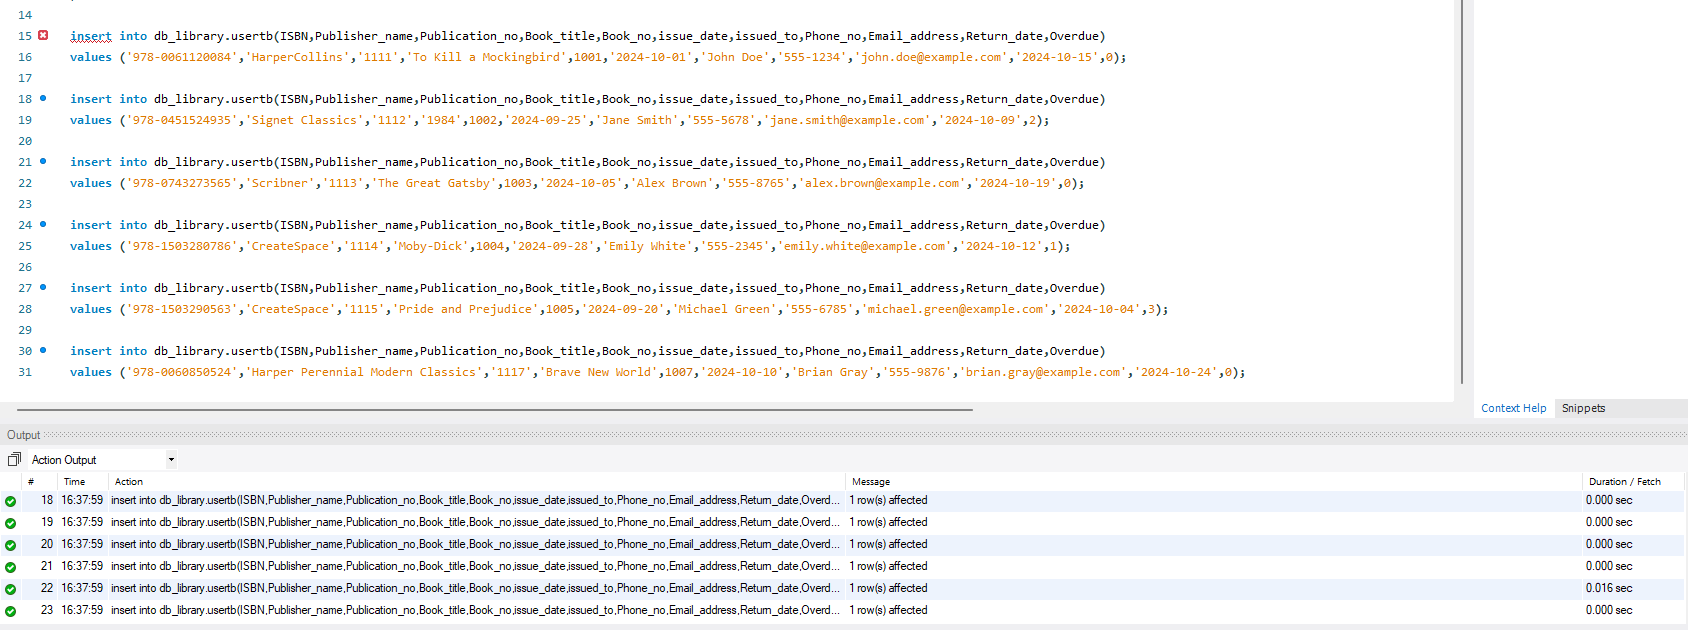 14
15 insert into db_library.usertb(ISBN,Publisher_name,Publication_no,Book_title,Book_no,issue_date,issued_to,Phone_no,Email_address,Return_date,Overdue)
16 values ('978-0061120084','HarperCollins','1111','To Kill a Mockingbird',1001,'2024-10-01','John Doe','555-1234','john.doe@example.com','2024-10-15',0);
17
18 insert into db_library.usertb(ISBN,Publisher_name,Publication_no,Book_title,Book_no,issue_date,issued_to,Phone_no,Email_address,Return_date,Overdue)
19 values ('978-0451524935','Signet Classics','1112','1984',1002,'2024-09-25','Jane Smith','555-5678','jane.smith@example.com','2024-10-09',2);
20
21 insert into db_library.usertb(ISBN,Publisher_name,Publication_no,Book_title,Book_no,issue_date,issued_to,Phone_no,Email_address,Return_date,Overdue)
22 values ('978-0743273565','Scribner','1113','The Great Gatsby',1003,'2024-10-05','Alex Brown','555-8765','alex.brown@example.com','2024-10-19',0);
23
24 insert into db_library.usertb(ISBN,Publisher_name,Publication_no,Book_title,Book_no,issue_date,issued_to,Phone_no,Email_address,Return_date,Overdue)
25 values ('978-1503280786','CreateSpace','1114','Moby-Dick',1004,'2024-09-28','Emily White','555-2345','emily.white@example.com','2024-10-12',1);
26
27 insert into db_library.usertb(ISBN,Publisher_name,Publication_no,Book_title,Book_no,issue_date,issued_to,Phone_no,Email_address,Return_date,Overdue)
28 values ('978-1503290563','CreateSpace','1115','Pride and Prejudice',1005,'2024-09-20','Michael Green','555-6785','michael.green@example.com','2024-10-04',3);
29
30 insert into db_library.usertb(ISBN,Publisher_name,Publication_no,Book_title,Book_no,issue_date,issued_to,Phone_no,Email_address,Return_date,Overdue)
31 values ('978-0060850524','Harper Perennial Modern Classics','1117','Brave New World',1007,'2024-10-10','Brian Gray','555-9876','brian.gray@example.com','2024-10-24',0);
Context Help Snippets
Output
Action Output
# Time Action Message Duration / Fetch
18 16:37:59 insert into db_library.usertb(ISBN,Publisher_name,Publication_no,Book_title,Book_no,issue_date,issued_to,Phone_no,Email_address,Return_date,Overd... 1 row(s) affected 0.000 sec
19 16:37:59 insert into db_library.usertb(ISBN,Publisher_name,Publication_no,Book_title,Book_no,issue_date,issued_to,Phone_no,Email_address,Return_date,Overd... 1 row(s) affected 0.000 sec
20 16:37:59 insert into db_library.usertb(ISBN,Publisher_name,Publication_no,Book_title,Book_no,issue_date,issued_to,Phone_no,Email_address,Return_date,Overd... 1 row(s) affected 0.000 sec
21 16:37:59 insert into db_library.usertb(ISBN,Publisher_name,Publication_no,Book_title,Book_no,issue_date,issued_to,Phone_no,Email_address,Return_date,Overd... 1 row(s) affected 0.000 sec
22 16:37:59 insert into db_library.usertb(ISBN,Publisher_name,Publication_no,Book_title,Book_no,issue_date,issued_to,Phone_no,Email_address,Return_date,Overd... 1 row(s) affected 0.016 sec
23 16:37:59 insert into db_library.usertb(ISBN,Publisher_name,Publication_no,Book_title,Book_no,issue_date,issued_to,Phone_no,Email_address,Return_date,Overd... 1 row(s) affected 0.000 sec